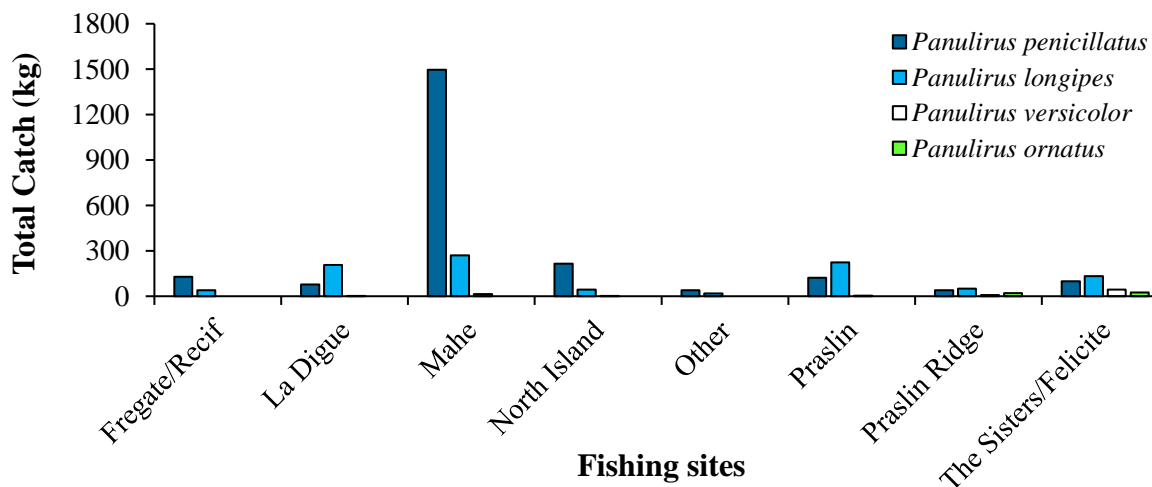 Total Catch (kg)
1800
1500
1200
900
600
300
0
Panulirus penicillatus
Panulirus longipes
Panulirus versicolor
Panulirus ornatus
Fregate/Recif
La Digue
Mahe
North Island
Other
Praslin
Praslin Ridge
The Sisters/Felicite
Fishing sites